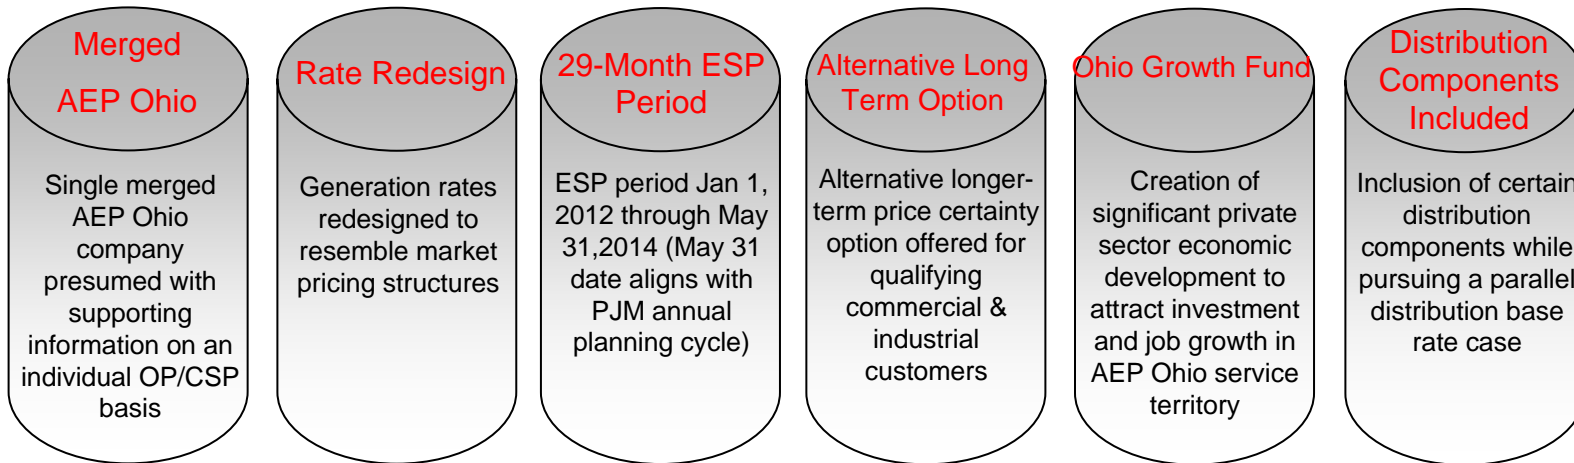 Merged
AEP Ohio
Single merged
AEP Ohio
company
presumed with
supporting
information on an
individual OP/CSP
basis
Rate Redesign
Generation rates
redesigned to
resemble market
pricing structures
29-Month ESP
Period
ESP period Jan 1,
2012 through May
31,2014 (May 31
date aligns with
PJM annual
planning cycle)
Alternative Long
Term Option
Alternative longer-
term price certainty
option offered for
qualifying
commercial &
industrial
customers
Ohio Growth Fund
Creation of
significant private
sector economic
development to
attract investment
and job growth in
AEP Ohio service
territory
Distribution
Components
Included
Inclusion of certain
distribution
components while
pursuing a parallel
distribution base
rate case